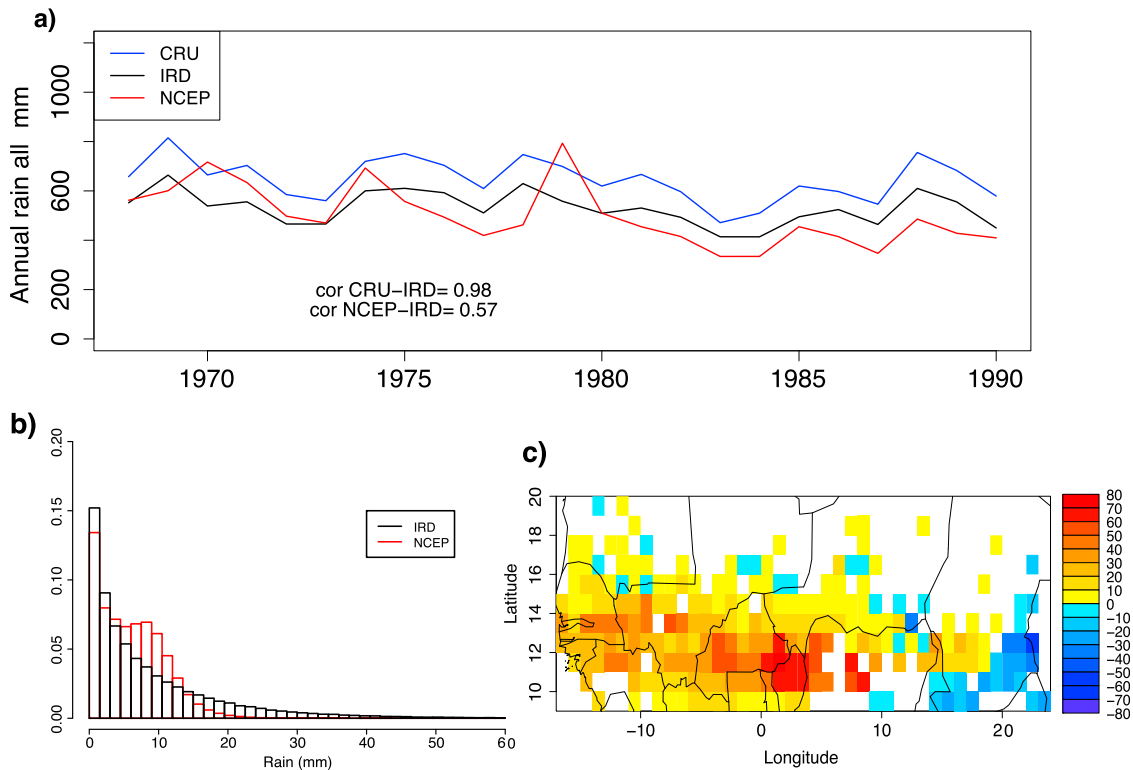 a)
Annual rain all  mm
1000
600
200
0
CRU
IRD
NCEP
cor CRU−IRD= 0.98
cor NCEP−IRD= 0.57
1970 1975 1980 1985 1990
b)
0.20
0.15
0.10
0.05
0.00
IRD
NCEP
0 10 20 30 40 50 60
Rain (mm)
c)
Latitude
20
18
16
14
12
10
−10 0 10 20
Longitude
80
70
60
50
40
30
20
10
0
−10
−20
−30
−40
−50
−60
−70
−80